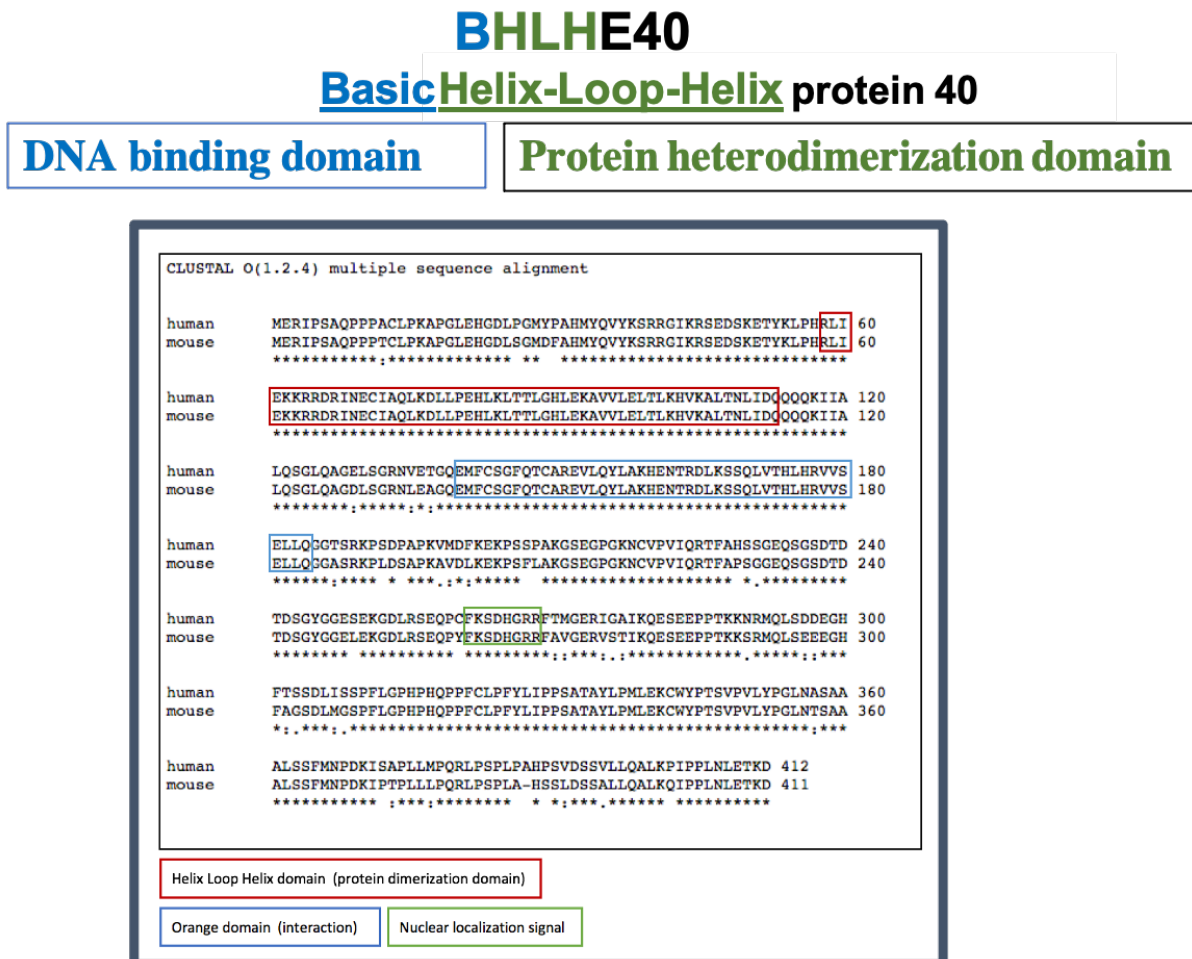 BHLHE40
Basic Helix-Loop-Helix protein 40
DNA binding domain
Protein heterodimerization domain
CLUSTAL O(1.2.4) multiple sequence alignment
human MERIPSAQPPPACLPKAPGLEHGDLPGMYPAHMYQVYKSRRGIKRSEDSKETYKLPHRLI 60
mouse MERIPSAQPPPTCLPKAPGLEHGDLSGMDFAHMYQVYKSRRGIKRSEDSKETYKLPHRLI 60
***********:************* **  ******************************
human EKKRRDRINECIAQLKDLLPEHLKLTTLGHLEKAVVLELTLKHVKALTNLIDQQQQKIIA 120
mouse EKKRRDRINECIAQLKDLLPEHLKLTTLGHLEKAVVLELTLKHVKALTNLIDQQQQKIIA 120
************************************************************
human LQSGLQAGELSGRNVETGQEMFCSGFQTCAREVLQYLAKHENTRDLKSSQLVTHLHRVVS 180
mouse LQSGLQAGDLSGRNLEAGQEMFCSGFQTCAREVLQYLAKHENTRDLKSSQLVTHLHRVVS 180
********:*****:*:*******************************************
human ELLQGGTSRKPSDPAPKVMDFKEKPSSPAKGSEGPGKNCVPVIQRTFAHSSGEQSGSDTD 240
mouse ELLQGGASRKPLDSAPKAVDLKEKPSFLAKGSEGPGKNCVPVIQRTFAPSGGEQSGSDTD 240
******:**** * ***.:*:*****  ******************** *.*********
human TDSGYGGESEKGDLRSEQPCFKSDHGRRFTMGERIGAIKQESEEPPTKKNRMQLSDDEGH 300
mouse TDSGYGGELEKGDLRSEQPYFKSDHGRRFAVGERVSTIKQESEEPPTKKSRMQLSEEEGH 300
******** ********** *********::***:.:************.*****::***
human FTSSDLISSPFLGPHPHQPPFCLPFYLIPPSATAYLPMLEKCWYPTSVPVLYPGLNASAA 360
mouse FAGSDLMGSPFLGPHPHQPPFCLPFYLIPPSATAYLPMLEKCWYPTSVPVLYPGLNTSAA 360
*:.***:.************************************************:***
human ALSSFMNPDKISAPLLMPQRLPSPLPAHPSVDSSVLLQALKPIPPLNLETKD 412
mouse ALSSFMNPDKIPTPLLLPQRLPSPLA-HSSLDSSALLQALKQIPPLNLETKD 411
*********** :***:********  * *:***.****** **********
Helix Loop Helix domain (protein dimerization domain)
Orange domain (interaction)
Nuclear localization signal